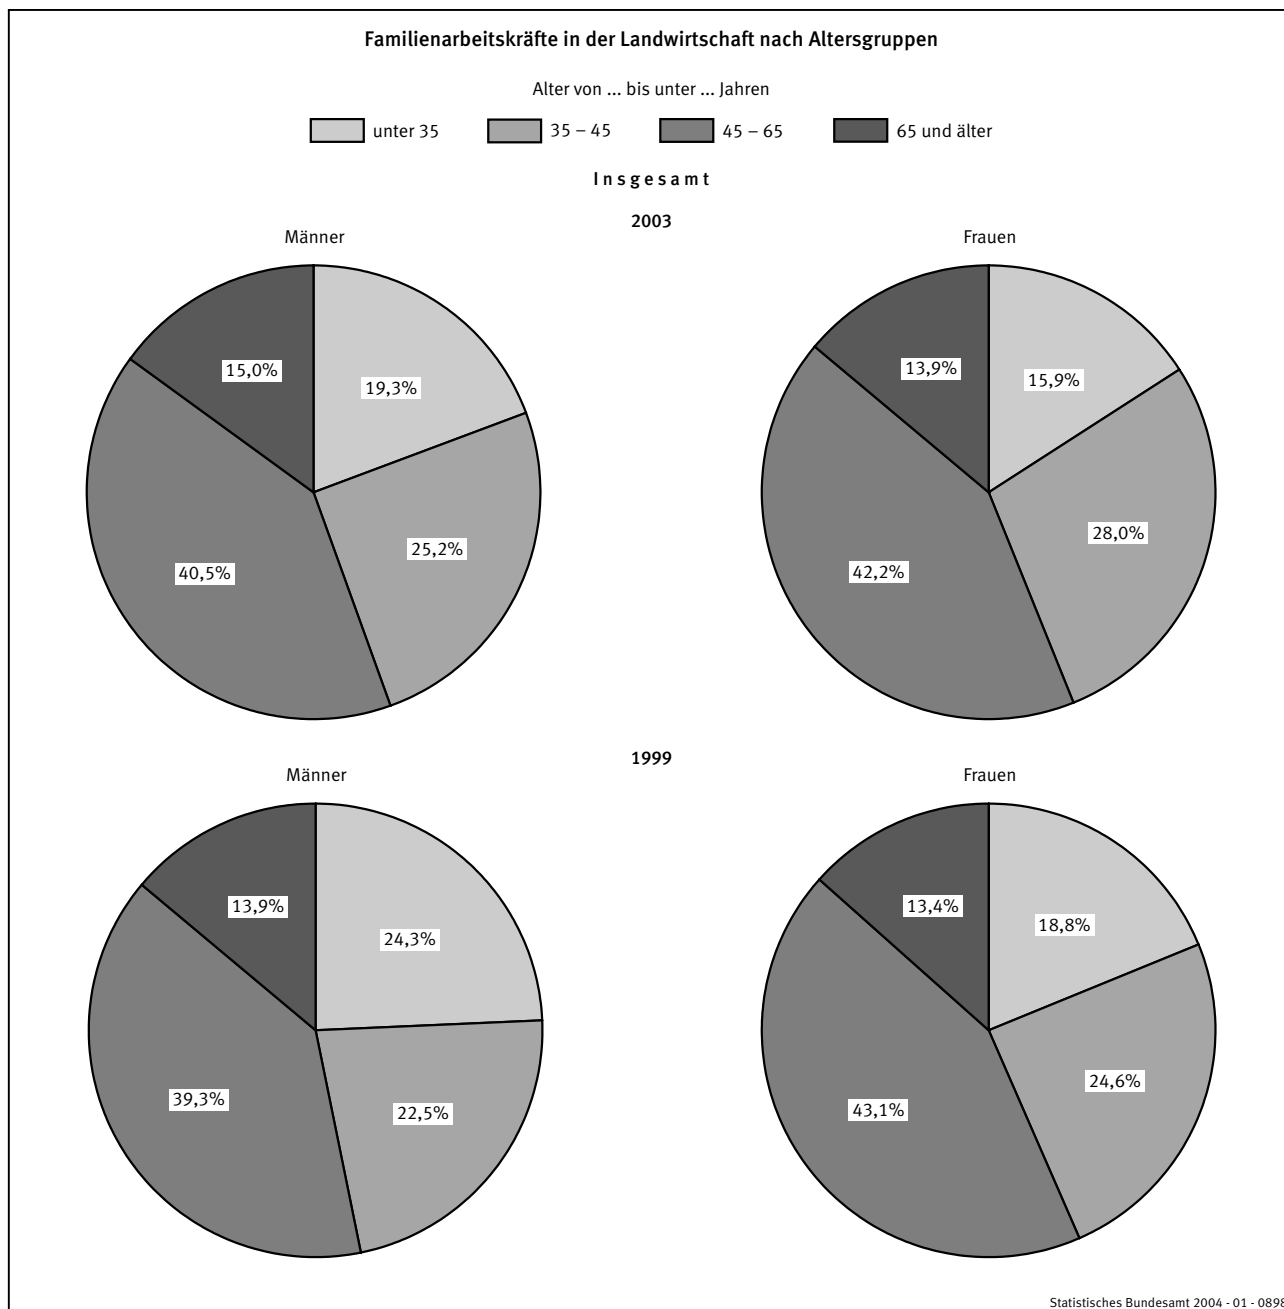 Familienarbeitskräfte in der Landwirtschaft nach Altersgruppen
Alter von ... bis unter ... Jahren
unter 35 35 – 45 45 – 65 65 und älter
Insgesamt
2003
Männer Frauen
15,0% 19,3% 13,9% 15,9%
25,2% 28,0%
40,5% 42,2%
1999
Männer Frauen
13,9% 24,3% 13,4% 18,8%
39,3% 22,5% 43,1% 24,6%
Statistisches Bundesamt 2004 - 01 - 0898